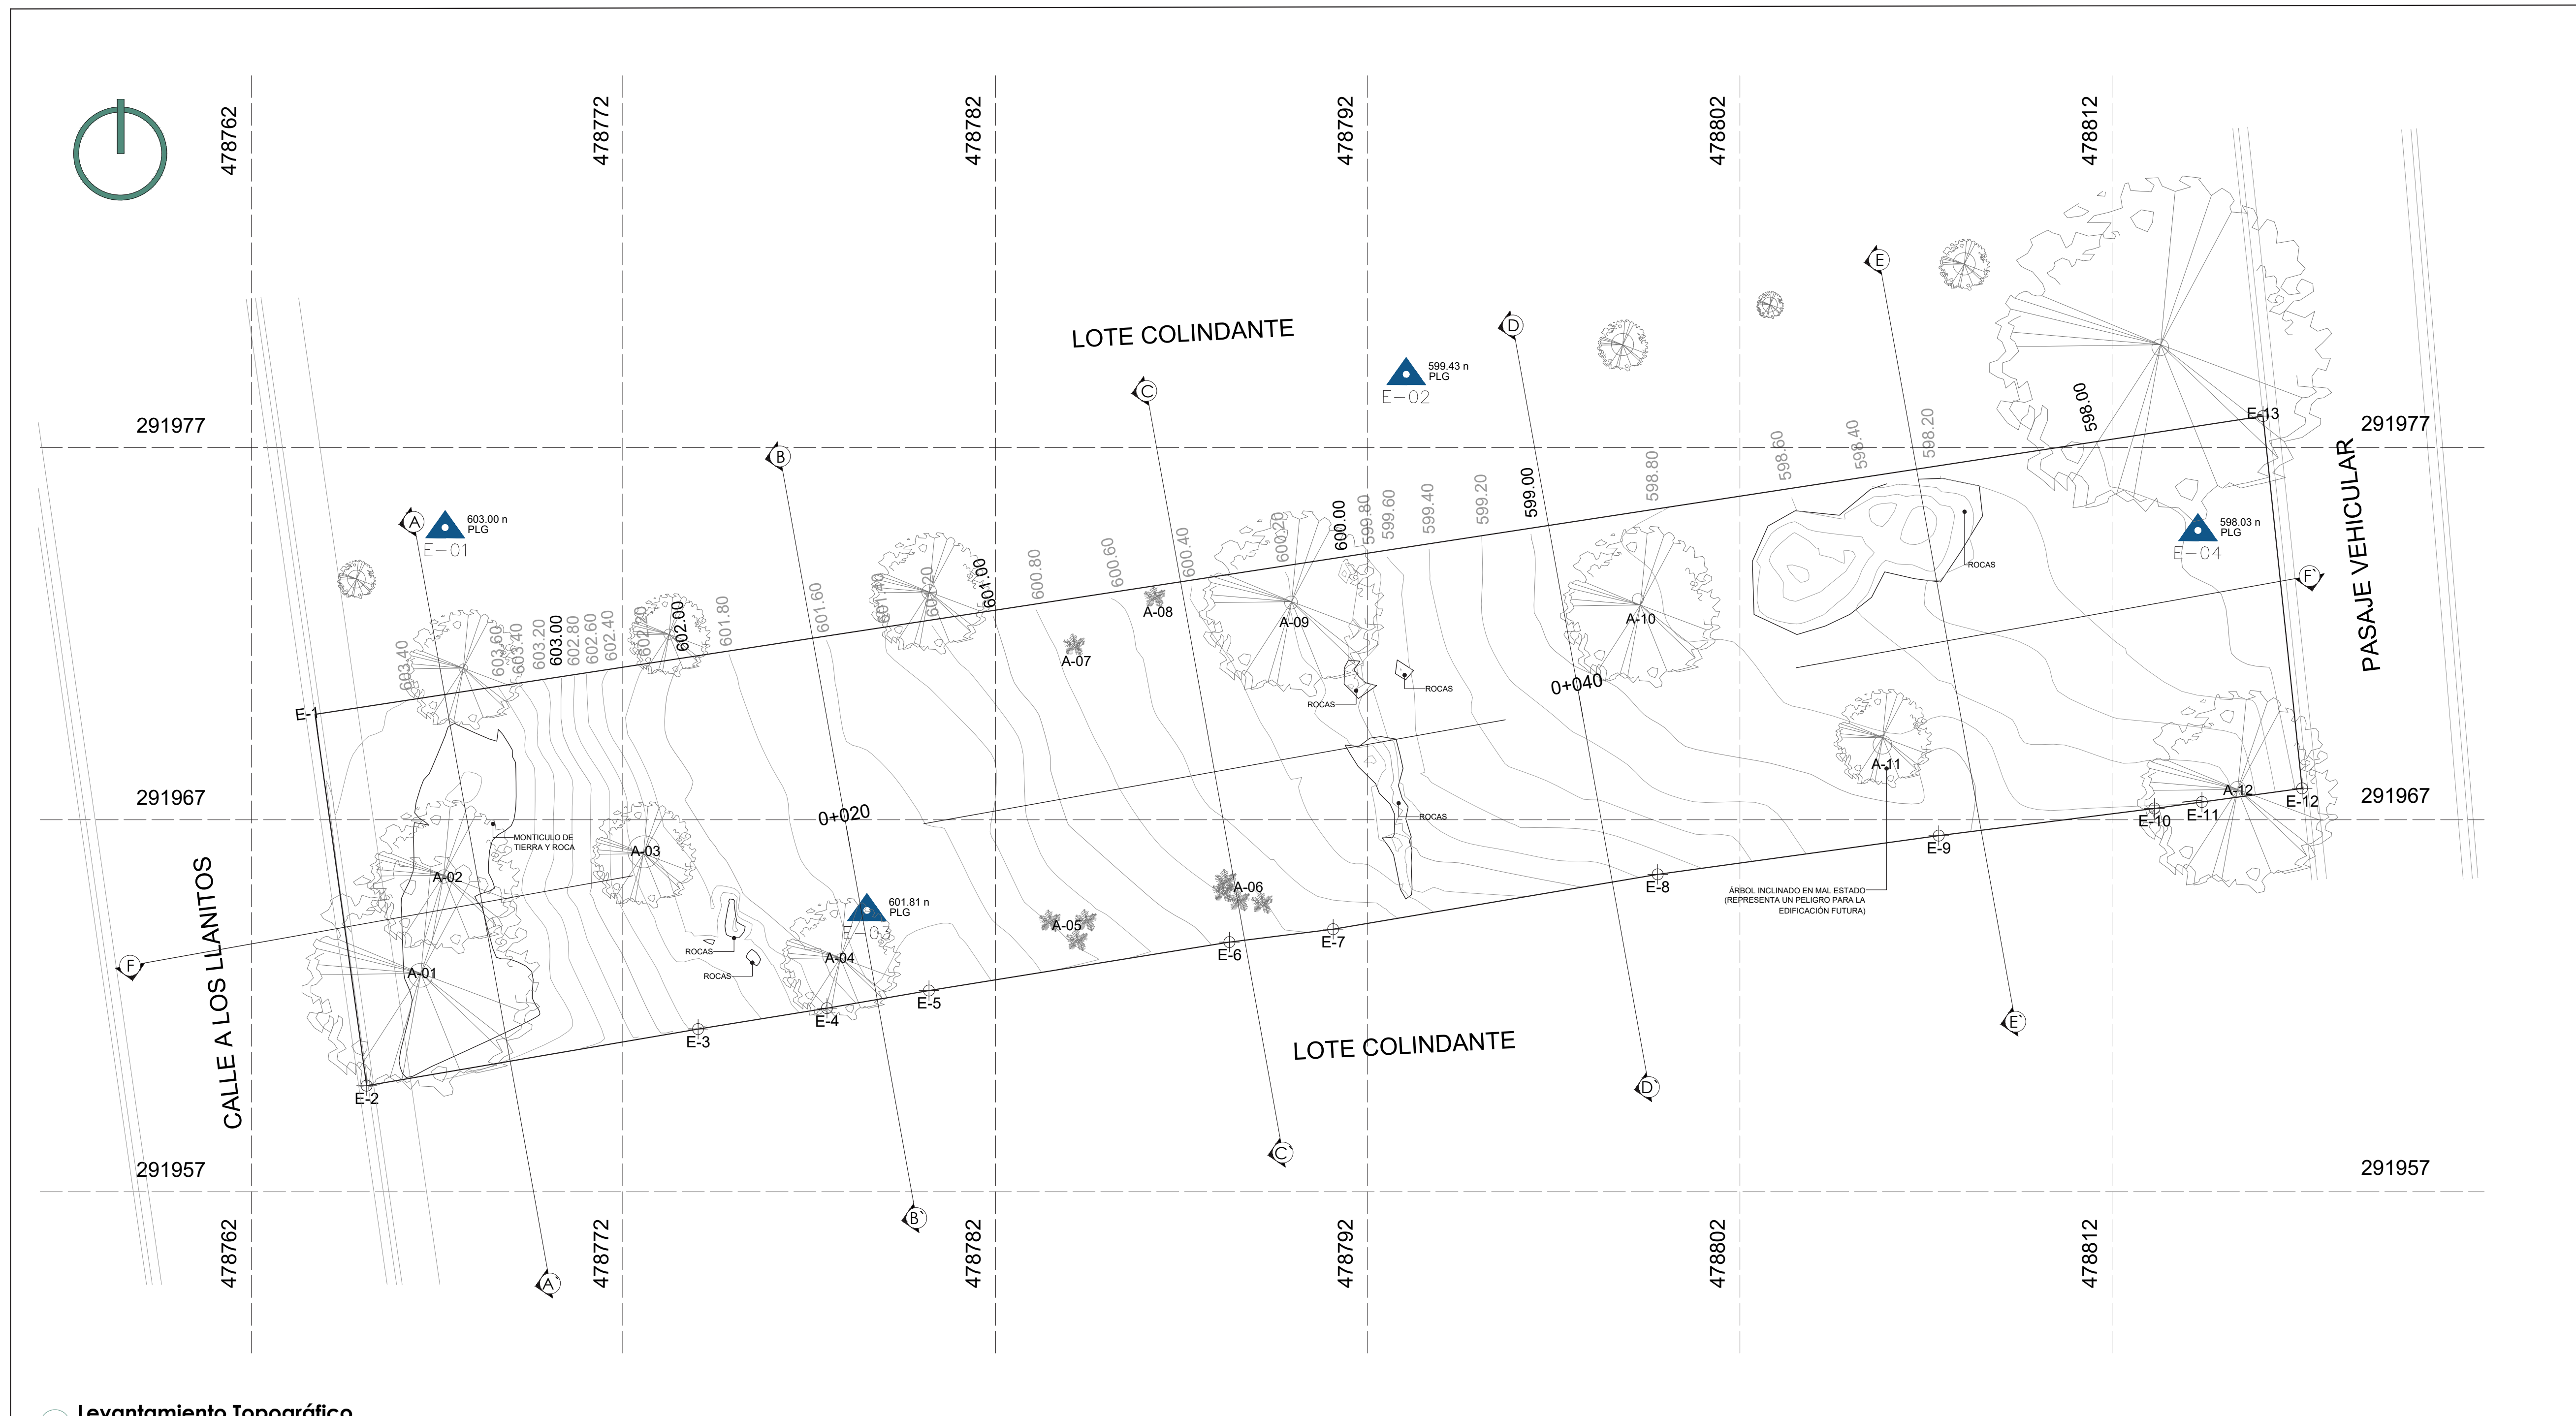 478762
478772
478782
478792
478802
478812
E
LOTE COLINDANTE
D
599.43 n
PLG
E-02
C
598.00
E-13
291977
291977
B
598.60
598.40
598.20
PASAJE VEHICULAR
A
603.00 n
PLG
E-01
598.03 n
PLG
E-04
600.20
600.00
599.80
599.60
599.40
599.20
599.00
598.80
ROCAS
601.60
601.40
601.20
601.00
600.80
600.60
600.40
F`
603.40
603.60
603.40
603.20
603.00
602.80
602.60
602.40
602.20
602.00
601.80
A-08
A-09
A-10
A-07
E-1
ROCAS
ROCAS
0+040
A-11
A-12
E-12
291967
291967
0+020
ROCAS
E-10
E-11
MONTICULO DE
TIERRA Y ROCA
A-03
E-9
A-02
A-06
E-8
ÁRBOL INCLINADO EN MAL ESTADO
(REPRESENTA UN PELIGRO PARA LA
EDIFICACIÓN FUTURA)
601.81 n
PLG
E-03
A-05
CALLE A LOS LLANITOS
F
A-01
ROCAS
ROCAS
A-04
E-7
E-6
E-5
E-4
E-3
E-2
LOTE COLINDANTE
E`
D`
C`
291957
291957
B`
A`
478762
478772
478782
478792
478802
478812
Levantamiento Topográfico